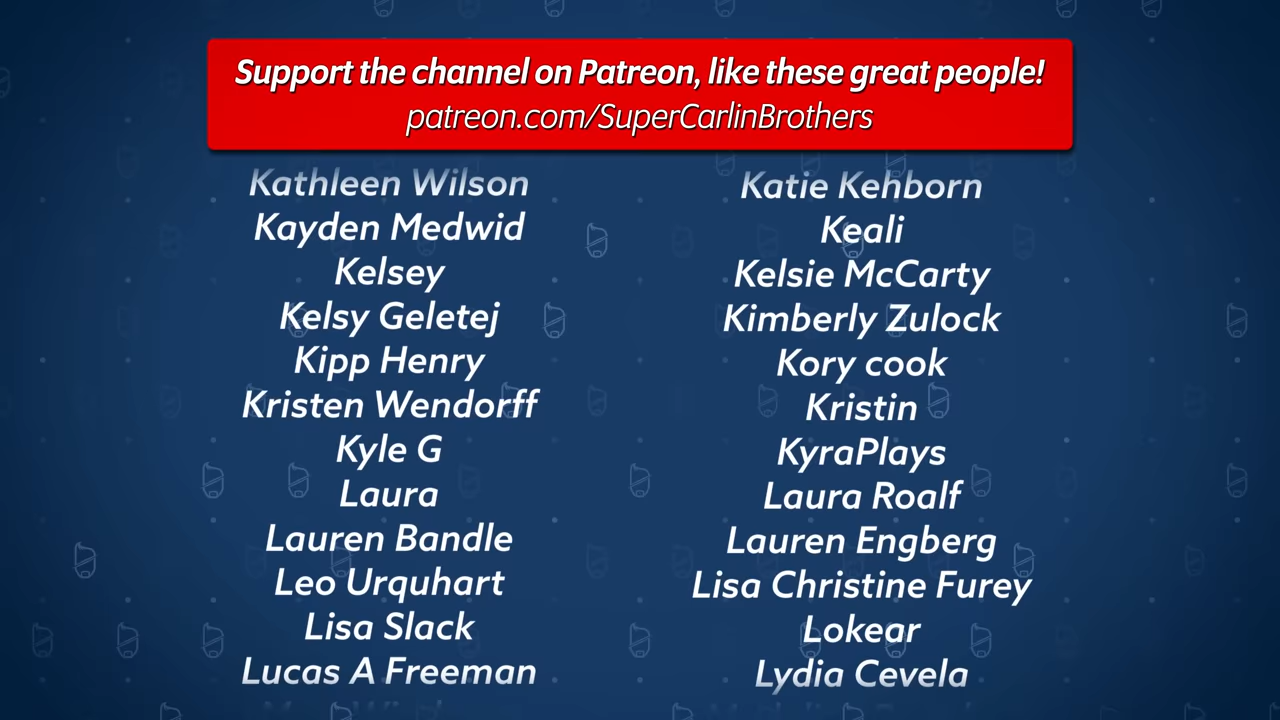 Support the channel on Patreon, like these great people!
patreon.com/SuperCarlinBrothers
Kathleen Wilson
Katie Kehborn
Kayden Medwid
Keali
Kelsey
Kelsie McCarty
Kelsy Geletej
Kimberly Zulock
Kipp Henry
Kory cook
Kristen Wendorff
Kristin
Kyle G
KyraPlays
Laura
Laura Roalf
Lauren Bandle
Lauren Engberg
Leo Urquhart
Lisa Christine Furey
Lisa Slack
Lokear
Lucas A Freeman
Lydia Cevela